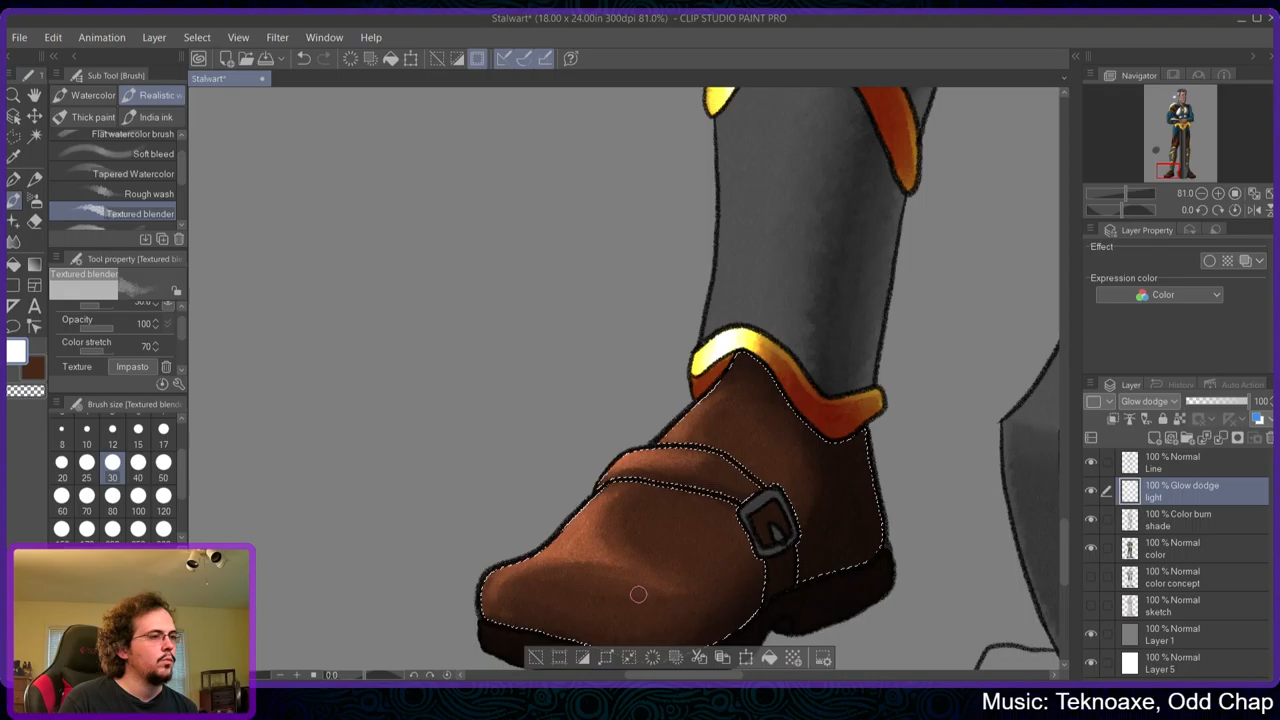 Stalwart* (18.00 x 24.00in 300dpi 81.0%) - CLIP STUDIO PAINT PRO
File Edit Animation Layer Select View Filter Window Help
Sub Tool [Brush]
Stalwart*
Navigator
Watercolor
Realistic w
Thick paint
India ink
Flat watercolor brush
Soft bleed
Tapered Watercolor
Rough wash
Textured blender
Tool property [Textured ble
Textured blender
Opacity 100
Color stretch 70
Texture Impasto
Brush size [Textured blend
8 10 12 15 17
20 25 30 40 50
60 70 80 100 120
81.0
0.0
Layer Property
Effect
Expression color
Color
Layer History Auto Action
Glow dodge 100
100 % Normal
Line
100 % Glow dodge
light
100 % Color burn
shade
100 % Normal
color
100 % Normal
color concept
100 % Normal
sketch
100 % Normal
Layer 1
100 % Normal
Layer 5
Music: Teknoaxe, Odd Chap